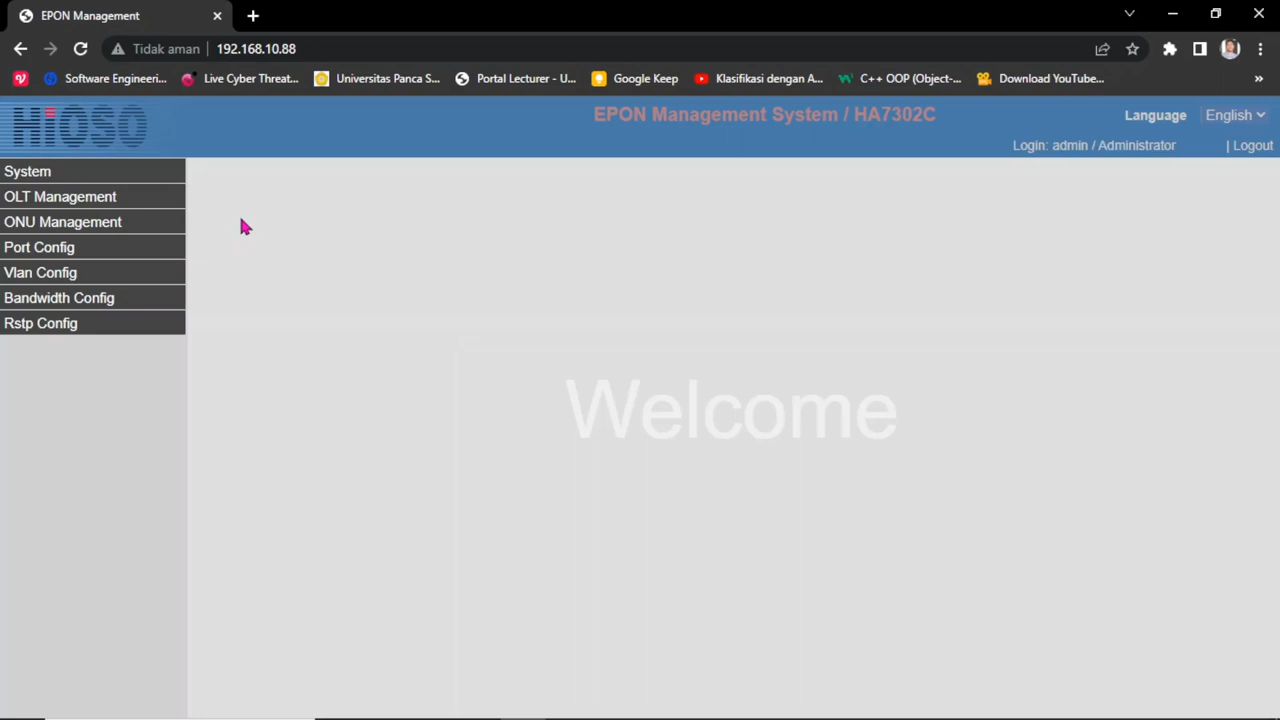 EPON Management
Tidak aman 192.168.10.88
Software Engineeri... Live Cyber Threat... Universitas Panca S... Portal Lecturer - U... Google Keep Klasifikasi dengan A... C++ OOP (Object-... Download YouTube... »
HiOSO
EPON Management System / HA7302C
Language English
Login: admin / Administrator | Logout
System
OLT Management
ONU Management
Port Config
Vlan Config
Bandwidth Config
Rstp Config
Welcome